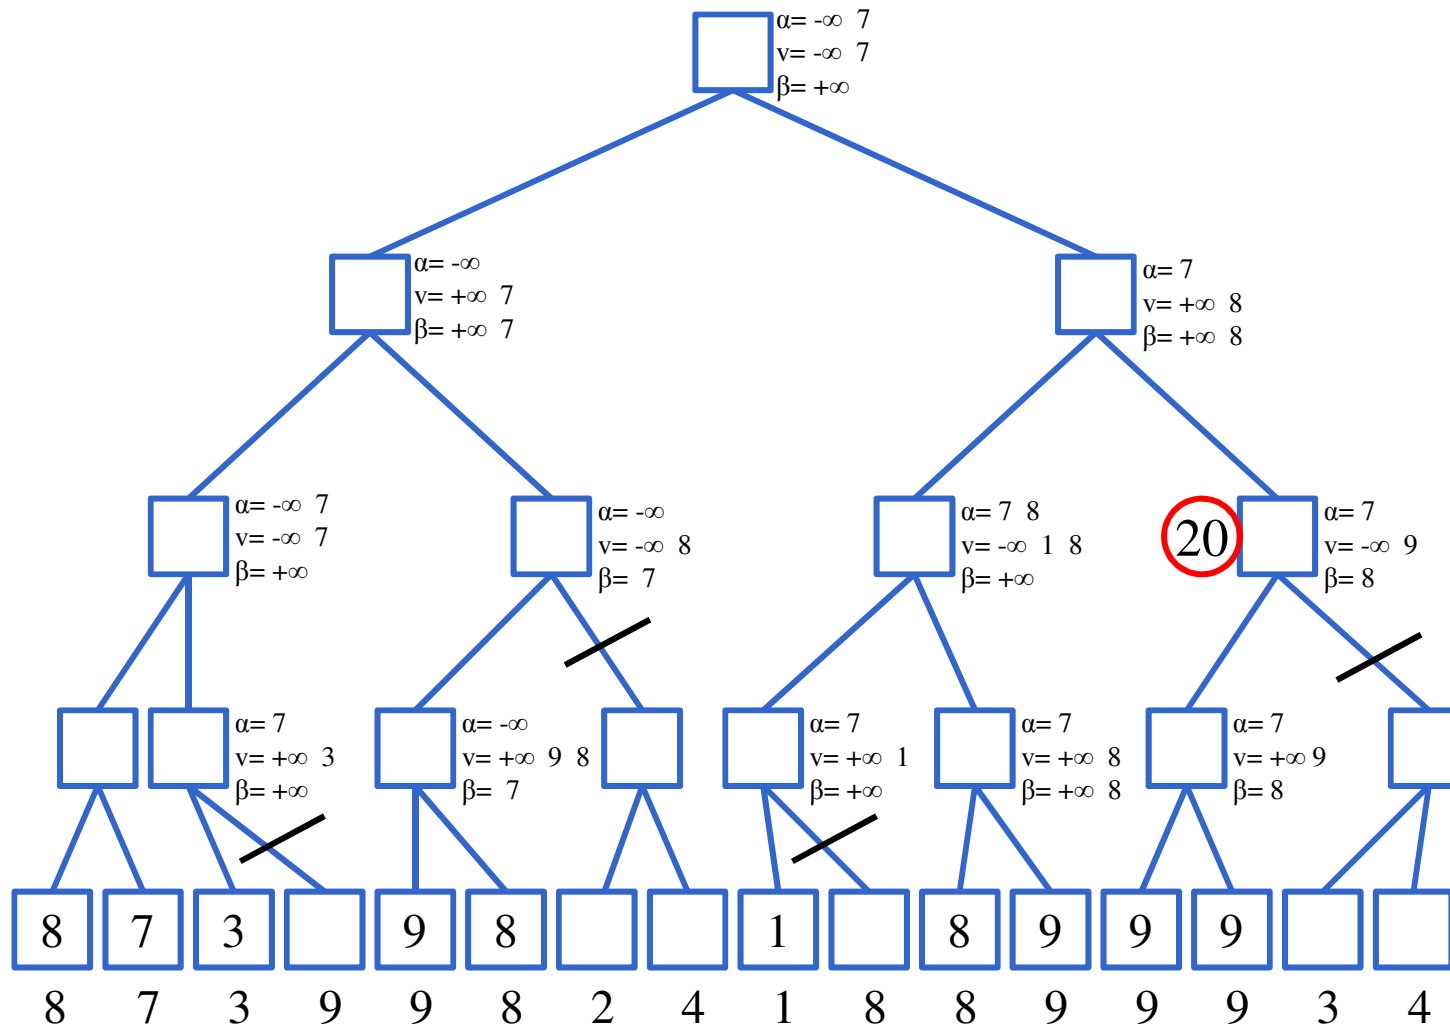 α= -∞ 7
v= -∞ 7
β= +∞
α= -∞
v= +∞ 7
β= +∞ 7
α= 7
v= +∞ 8
β= +∞ 8
α= -∞ 7
v= -∞ 7
β= +∞
α= -∞
v= -∞ 8
β= 7
α= 7 8
v= -∞ 1 8
β= +∞
20
α= 7
v= -∞ 9
β= 8
α= 7
v= +∞ 3
β= +∞
α= -∞
v= +∞ 9 8
β= 7
α= 7
v= +∞ 1
β= +∞
α= 7
v= +∞ 8
β= +∞ 8
α= 7
v= +∞ 9
β= 8
8 7 3 9 8 1 8 9 9 9
8 7 3 9 9 8 2 4 1 8 8 9 9 9 3 4